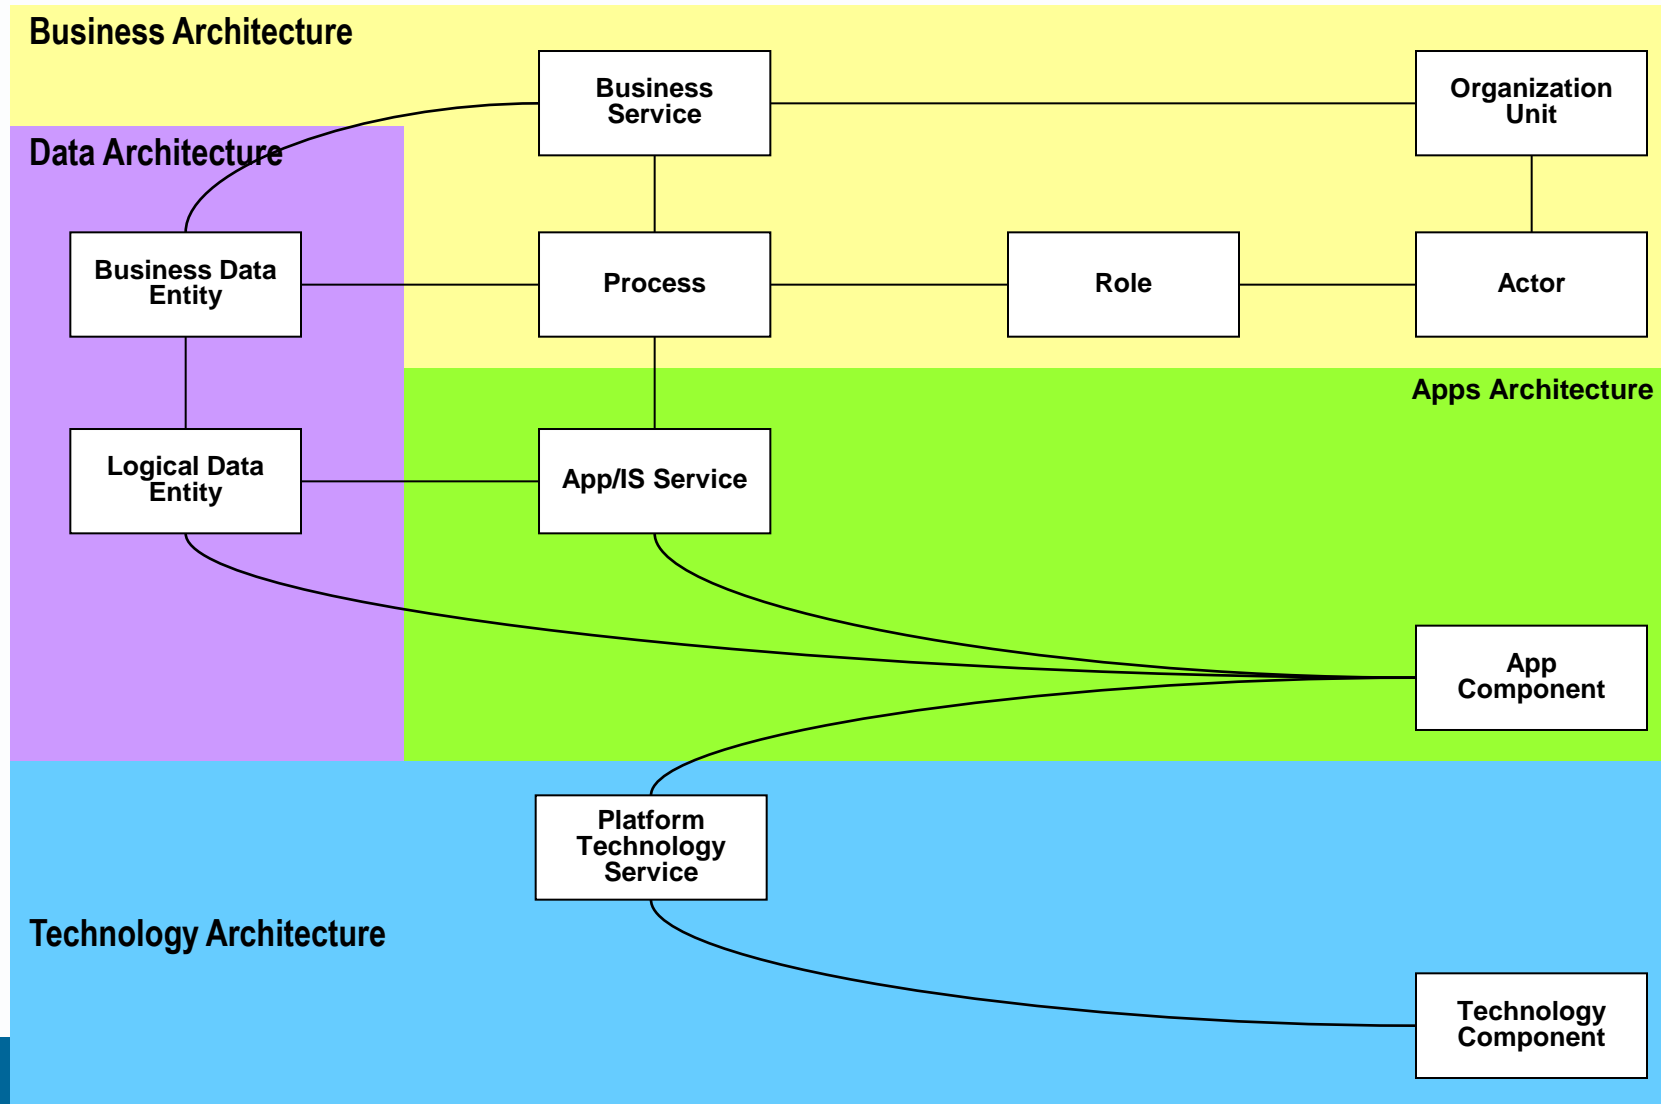 Business Architecture
Business
Service
Organization
Unit
Data Architecture
Business Data
Entity
Process
Role
Actor
Apps Architecture
Logical Data
Entity
App/IS Service
App
Component
Platform
Technology
Service
Technology Architecture
Technology
Component